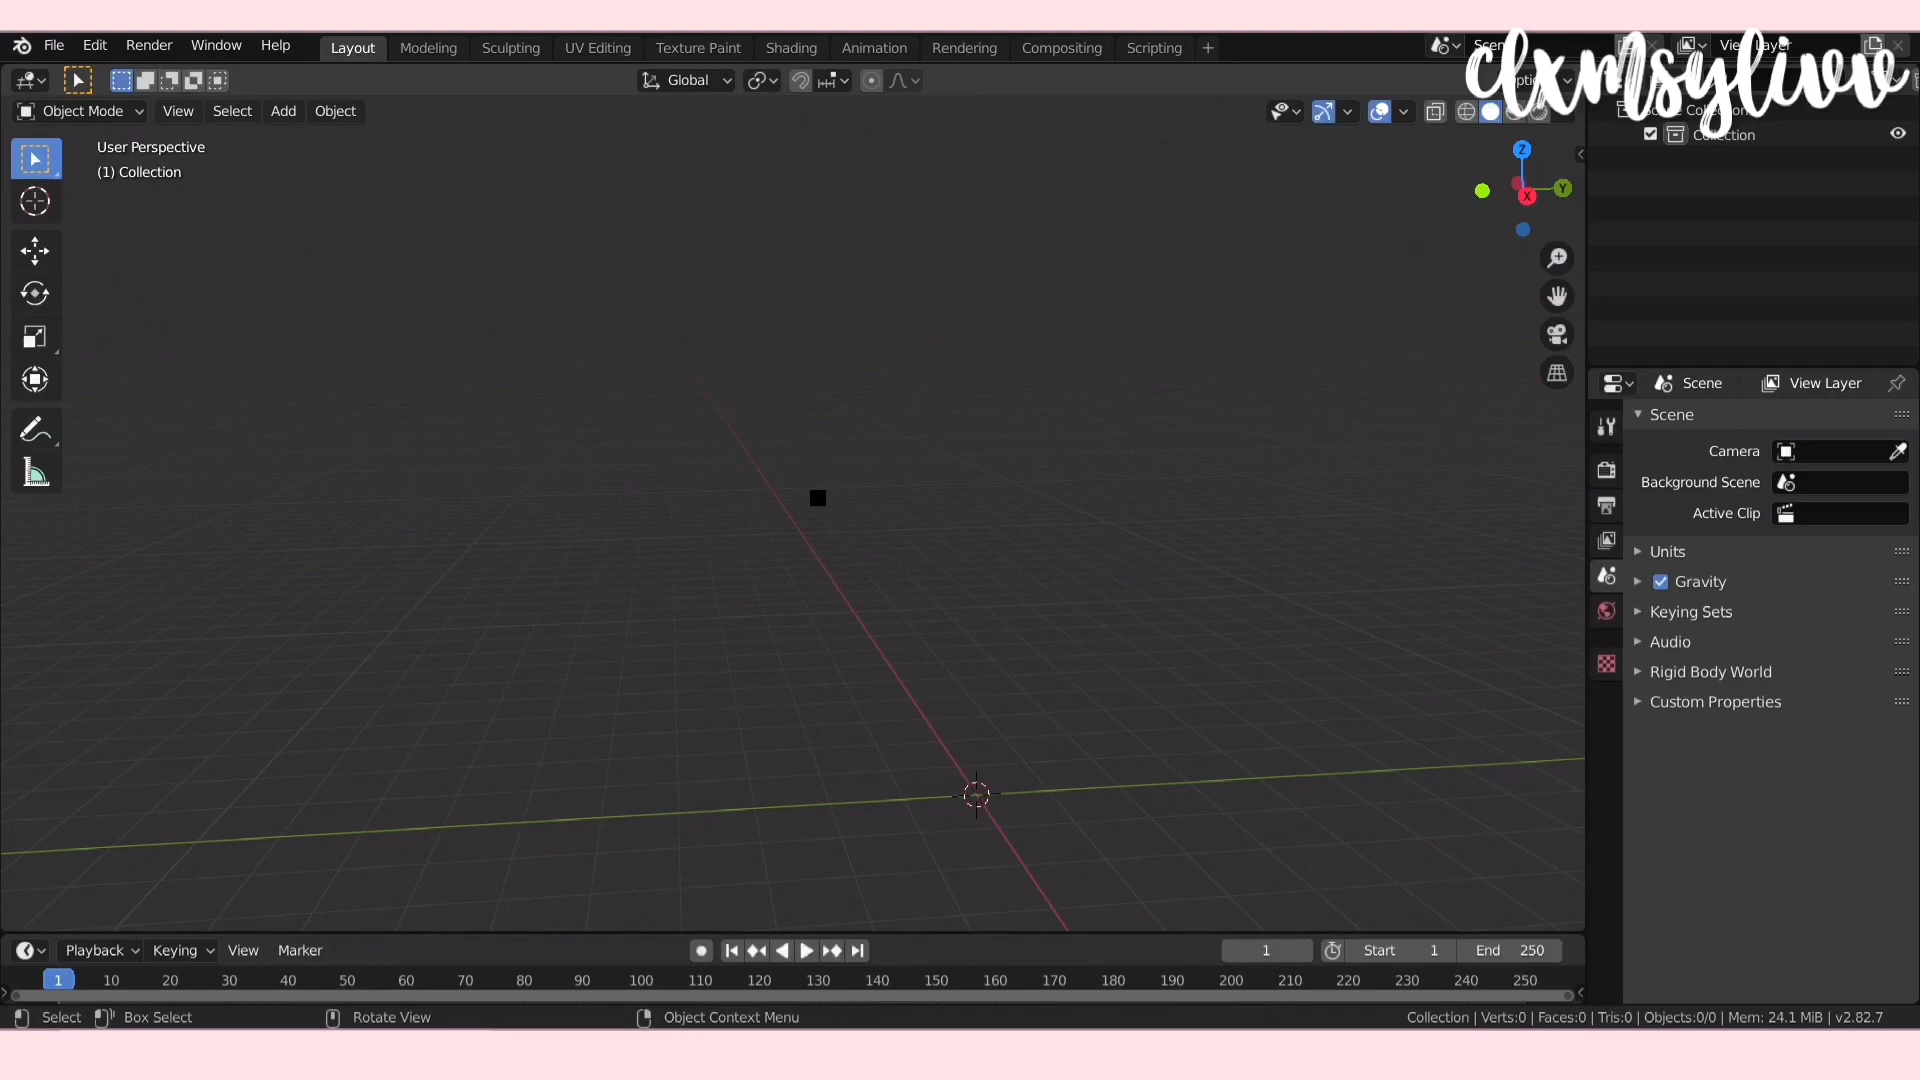 File Edit Render Window Help Layout Modeling Sculpting UV Editing Texture Paint Shading Animation Rendering Compositing Scripting +
clxmsylivv
Global
Object Mode View Select Add Object
Collection
User Perspective
(1) Collection
Z
Y
X
Scene View Layer
Scene
Camera
Background Scene
Active Clip
Units
Gravity
Keying Sets
Audio
Rigid Body World
Custom Properties
Playback Keying View Marker 1 Start 1 End 250
1 10 20 30 40 50 60 70 80 90 100 110 120 130 140 150 160 170 180 190 200 210 220 230 240 250
Select Box Select Rotate View Object Context Menu Collection | Verts:0 | Faces:0 | Tris:0 | Objects:0/0 | Mem: 24.1 MiB | v2.82.7